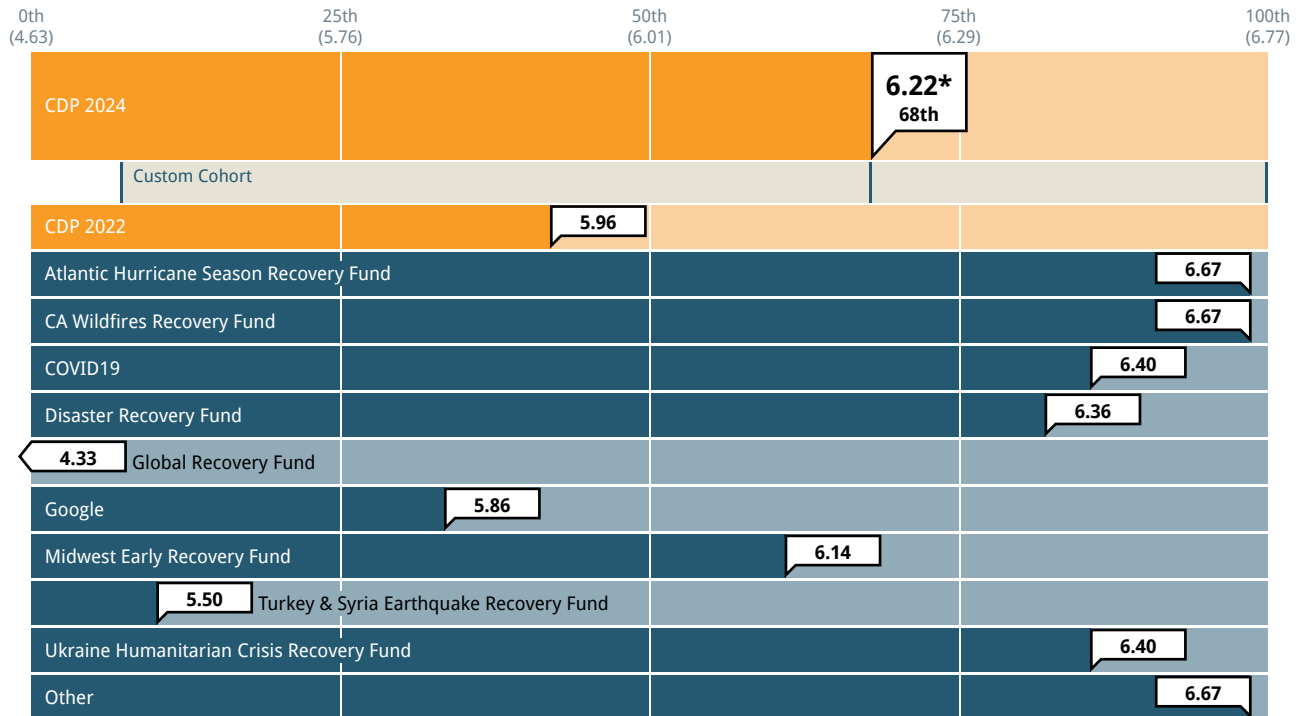 0th 25th 50th 75th 100th
(4.63) (5.76) (6.01) (6.29) (6.77)
CDP 2024 6.22*
68th
Custom Cohort
CDP 2022 5.96
Atlantic Hurricane Season Recovery Fund 6.67
CA Wildfires Recovery Fund 6.67
COVID19 6.40
Disaster Recovery Fund 6.36
4.33 Global Recovery Fund
Google 5.86
Midwest Early Recovery Fund 6.14
5.50 Turkey & Syria Earthquake Recovery Fund
Ukraine Humanitarian Crisis Recovery Fund 6.40
Other 6.67